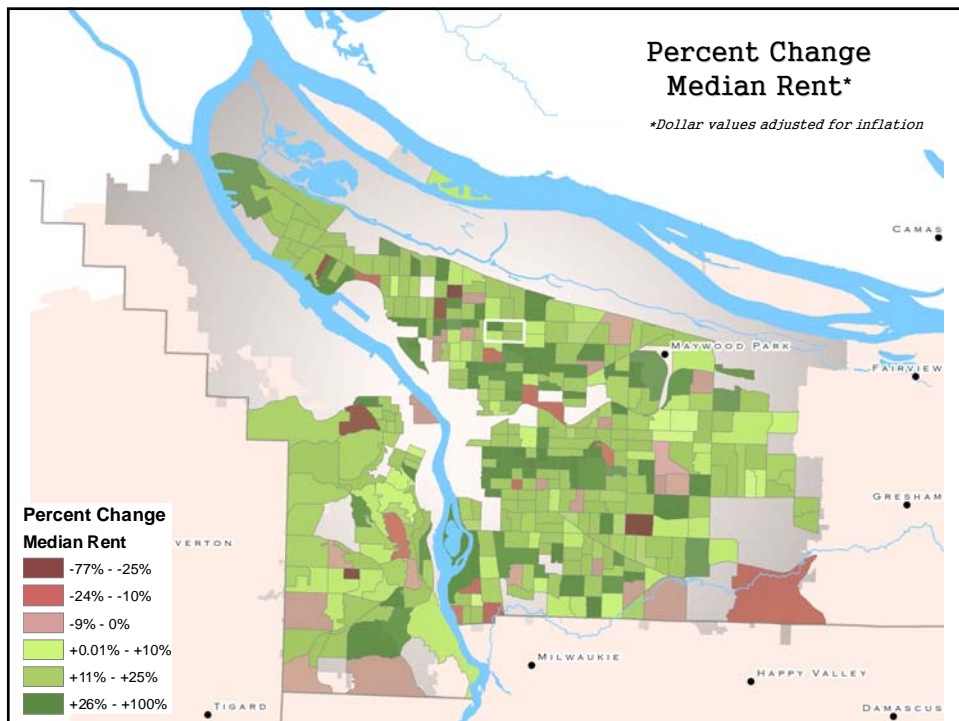 Percent Change
Median Rent*
*Dollar values adjusted for inflation
CAMAS
MAYWOOD PARK
FAIRVIEW
GRESHAM
VERTON
MILWAUKIE
HAPPY VALLEY
TIGARD
DAMASCUS
Percent Change
Median Rent
-77% - -25%
-24% - -10%
-9% - 0%
+0.01% - +10%
+11% - +25%
+26% - +100%